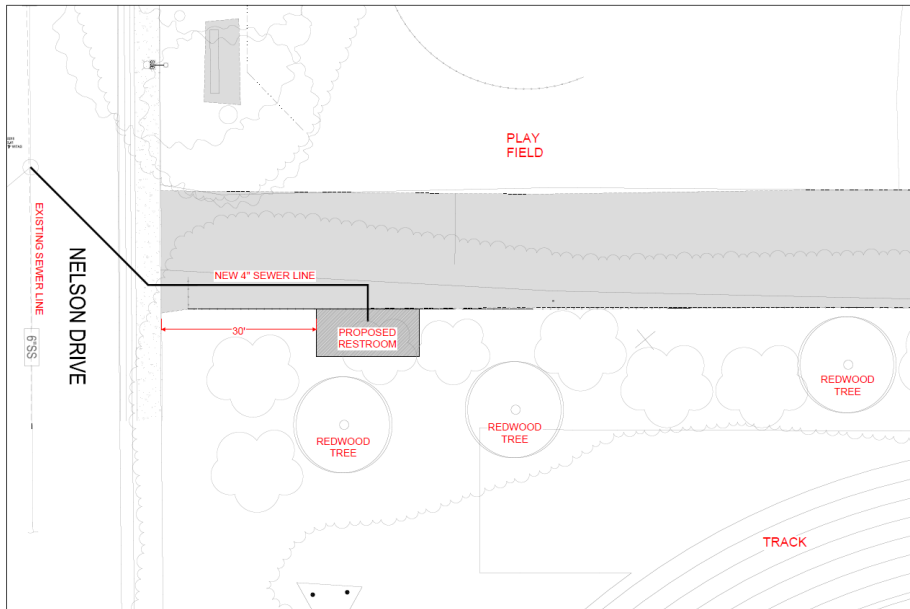 PLAY
FIELD
EXISTING SEWER LINE
NELSON DRIVE
6"SS
NEW 4" SEWER LINE
30'
PROPOSED
RESTROOM
REDWOOD
TREE
REDWOOD
TREE
REDWOOD
TREE
TRACK